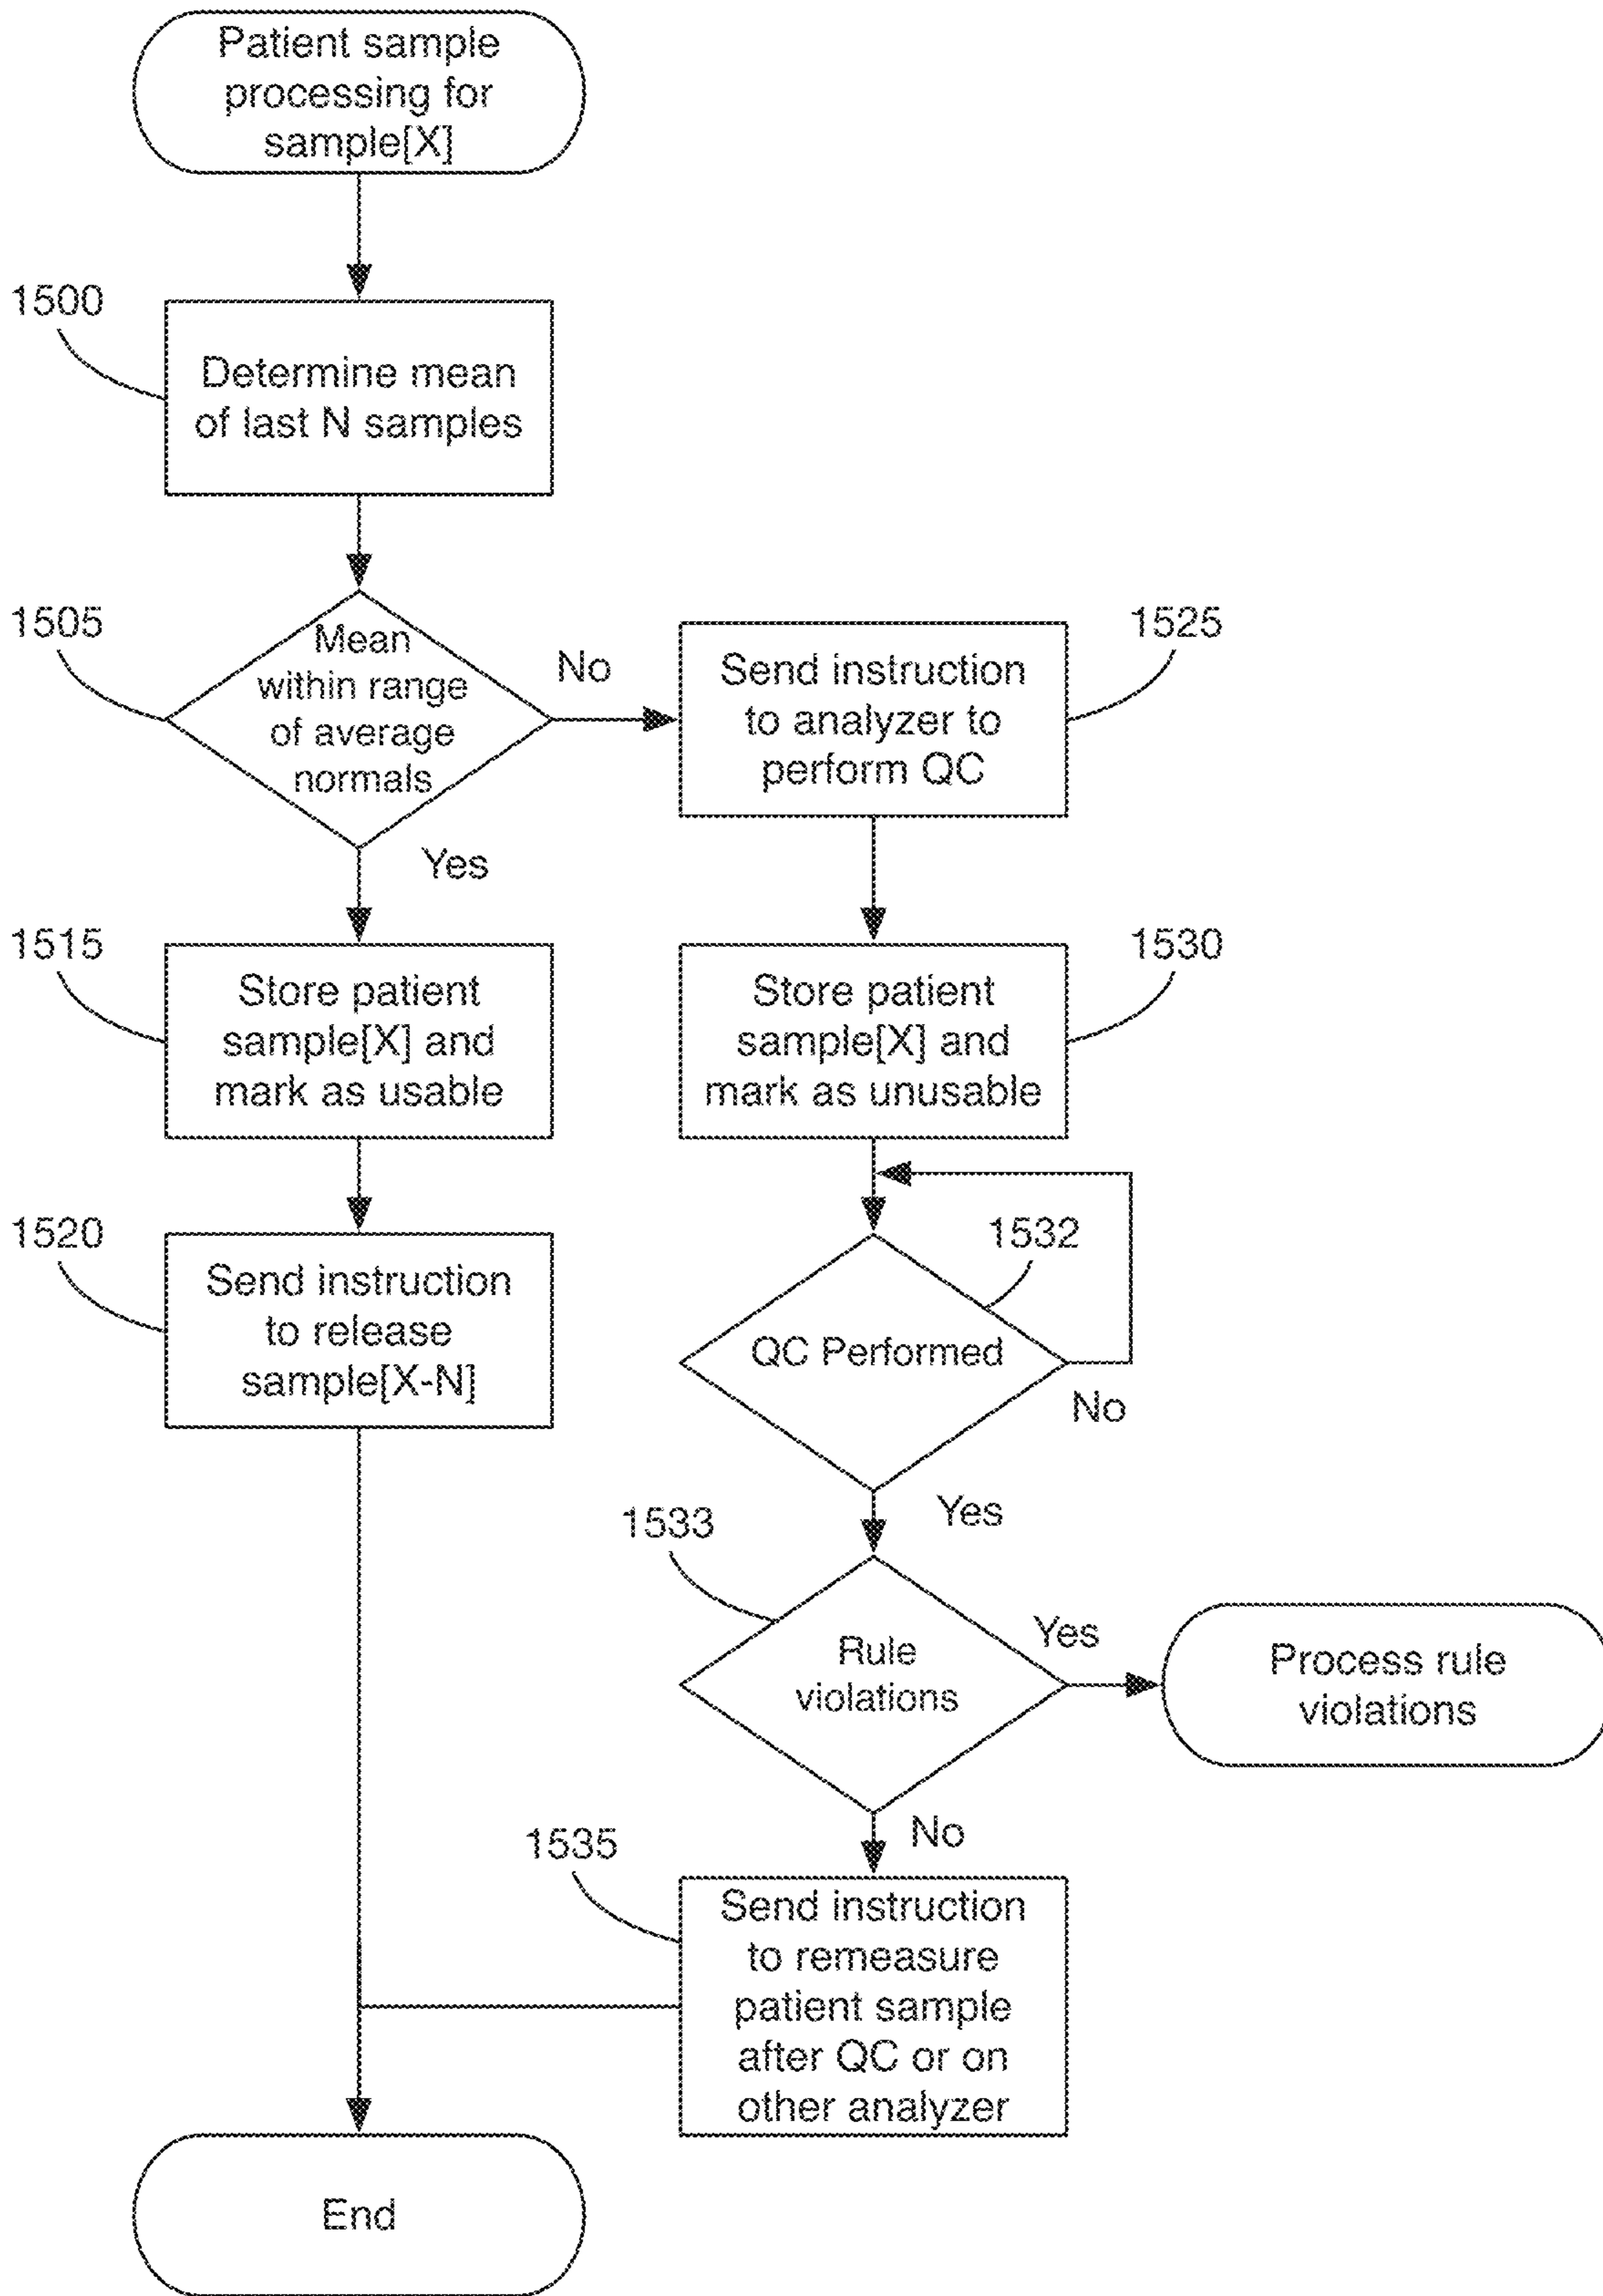 Patient sample
processing for
sample[X]
1500
Determine mean
of last N samples
1505
Mean
within range
of average
normals
No
1525
Send instruction
to analyzer to
perform QC
Yes
1515
Store patient
sample[X] and
mark as usable
1530
Store patient
sample[X] and
mark as unusable
1520
Send instruction
to release
sample[X-N]
1532
QC Performed
No
Yes
1533
Rule
violations
Yes
Process rule
violations
No
1535
Send instruction
to remeasure
patient sample
after QC or on
other analyzer
End